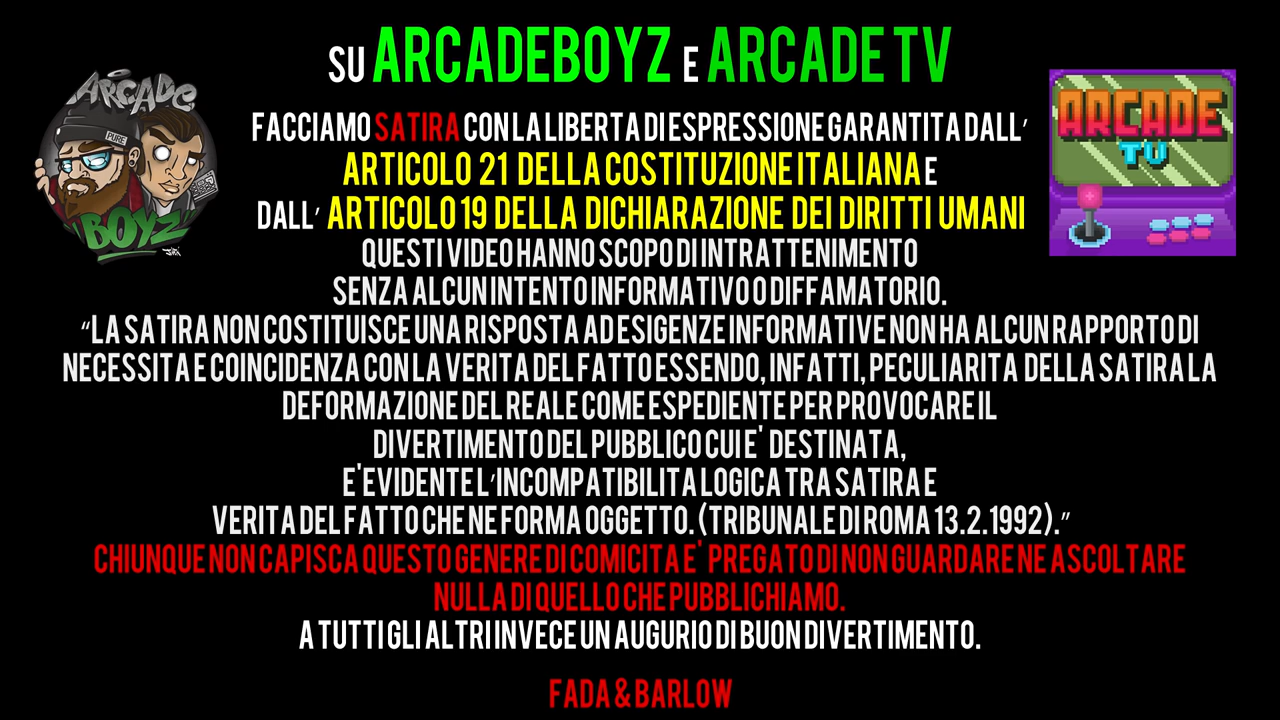 SU ARCADEBOYZ E ARCADE TV
ARCADE
PURE
BOYZ
ARCADE
TV
FACCIAMO SATIRA CON LA LIBERTA DI ESPRESSIONE GARANTITA DALL'
ARTICOLO 21 DELLA COSTITUZIONE ITALIANA E
DALL' ARTICOLO 19 DELLA DICHIARAZIONE DEI DIRITTI UMANI
QUESTI VIDEO HANNO SCOPO DI INTRATTENIMENTO
SENZA ALCUN INTENTO INFORMATIVO O DIFFAMATORIO.
"LA SATIRA NON COSTITUISCE UNA RISPOSTA AD ESIGENZE INFORMATIVE NON HA ALCUN RAPPORTO DI
NECESSITA E COINCIDENZA CON LA VERITA DEL FATTO ESSENDO, INFATTI, PECULIARITA DELLA SATIRA LA
DEFORMAZIONE DEL REALE COME ESPEDIENTE PER PROVOCARE IL
DIVERTIMENTO DEL PUBBLICO CUI E' DESTINATA,
E' EVIDENTE L'INCOMPATIBILITA LOGICA TRA SATIRA E
VERITA DEL FATTO CHE NE FORMA OGGETTO. (TRIBUNALE DI ROMA 13.2.1992)."
CHIUNQUE NON CAPISCA QUESTO GENERE DI COMICITA E' PREGATO DI NON GUARDARE NE ASCOLTARE
NULLA DI QUELLO CHE PUBBLICHIAMO.
A TUTTI GLI ALTRI INVECE UN AUGURIO DI BUON DIVERTIMENTO.
FADA & BARLOW